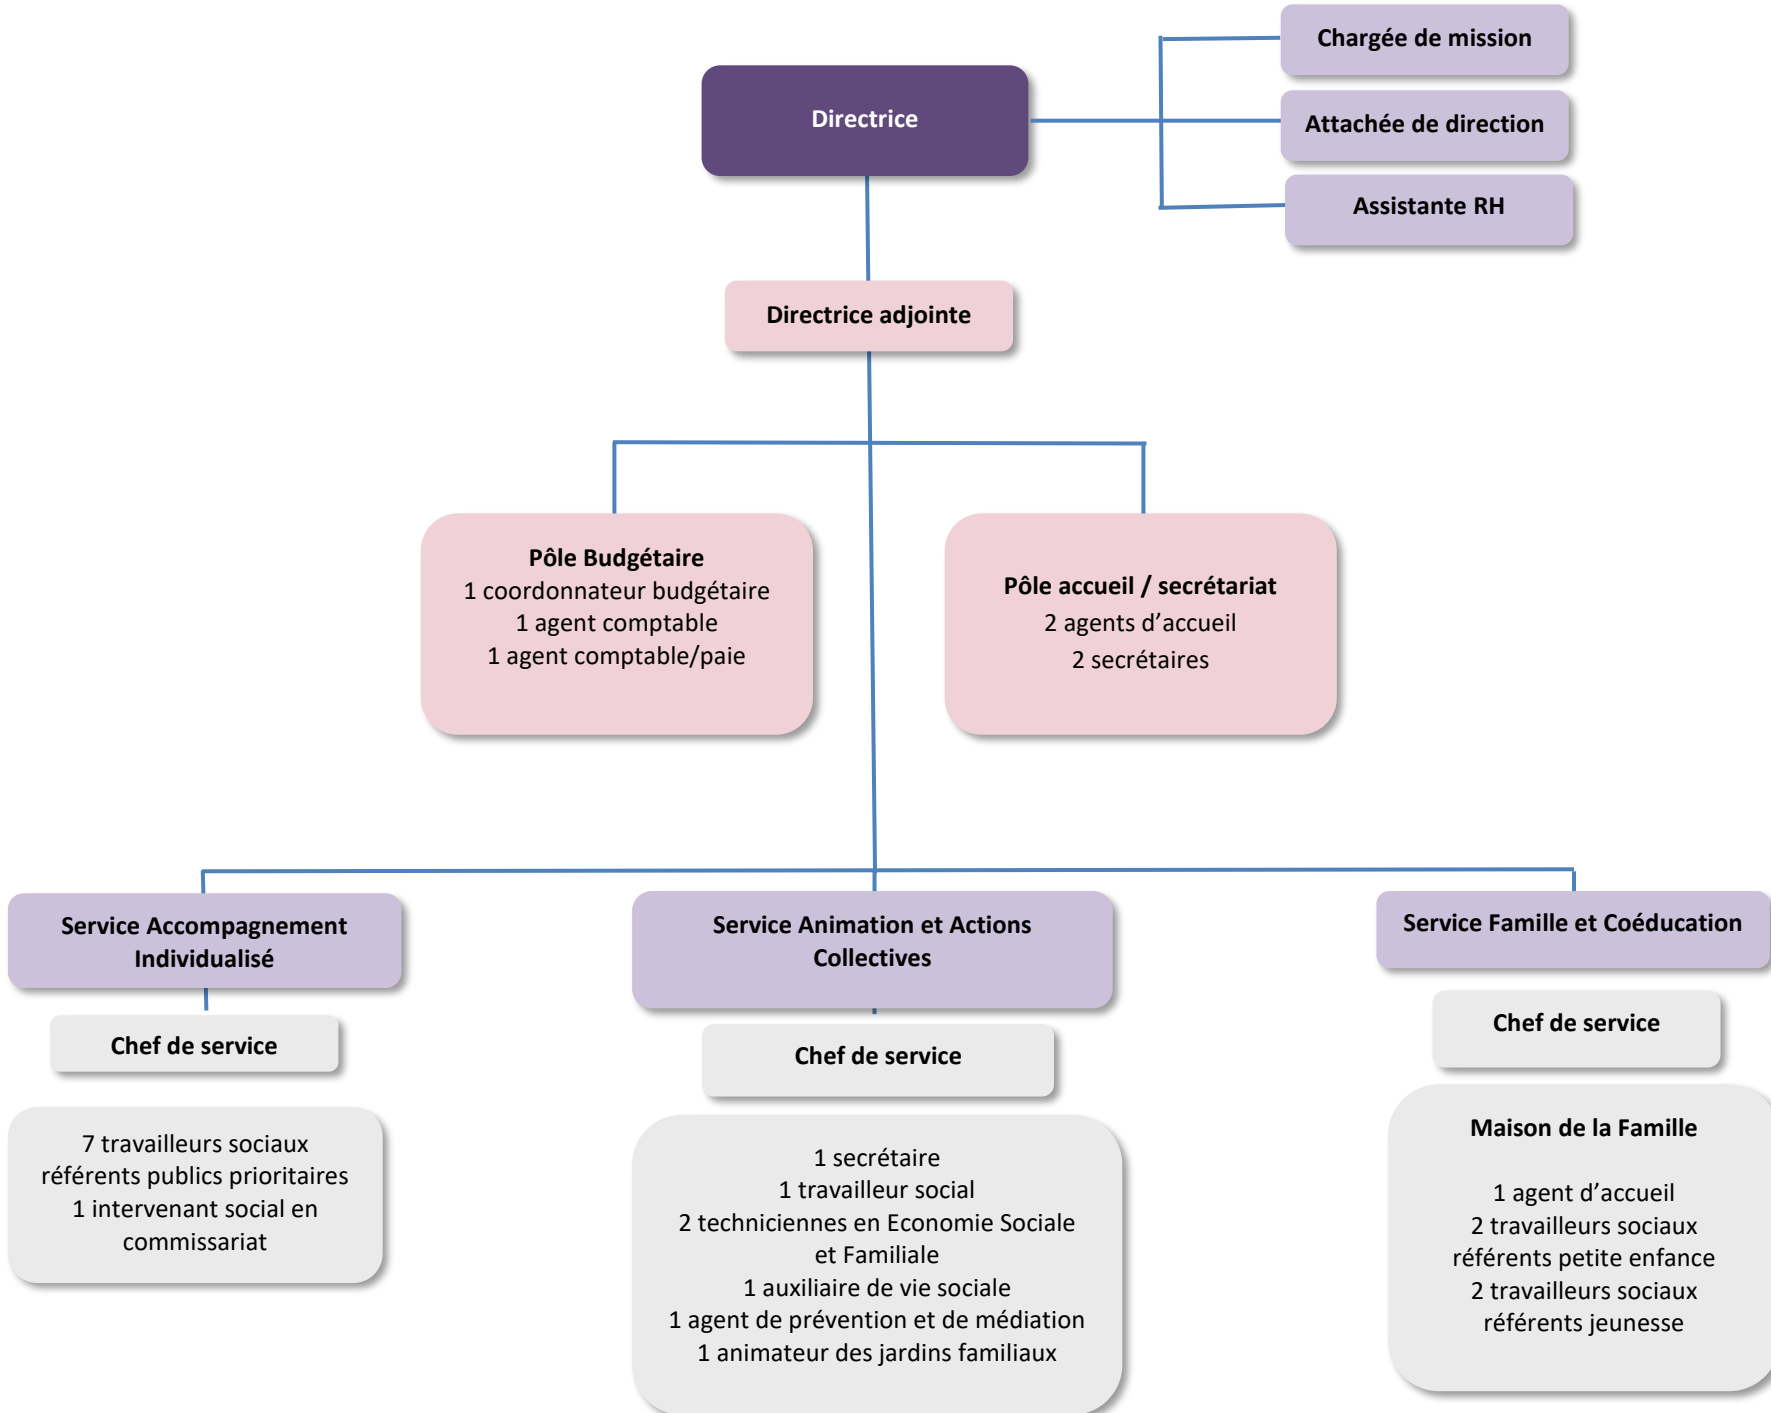 Chargée de mission
Directrice
Attachée de direction
Assistante RH
Directrice adjointe
Pôle Budgétaire
1 coordonnateur budgétaire
1 agent comptable
1 agent comptable/paie
Pôle accueil / secrétariat
2 agents d’accueil
2 secrétaires
Service Accompagnement
Individualisé
Chef de service
7 travailleurs sociaux
référents publics prioritaires
1 intervenant social en
commissariat
Service Animation et Actions
Collectives
Chef de service
1 secrétaire
1 travailleur social
2 techniciennes en Economie Sociale
et Familiale
1 auxiliaire de vie sociale
1 agent de prévention et de médiation
1 animateur des jardins familiaux
Service Famille et Coéducation
Chef de service
Maison de la Famille
1 agent d’accueil
2 travailleurs sociaux
référents petite enfance
2 travailleurs sociaux
référents jeunesse